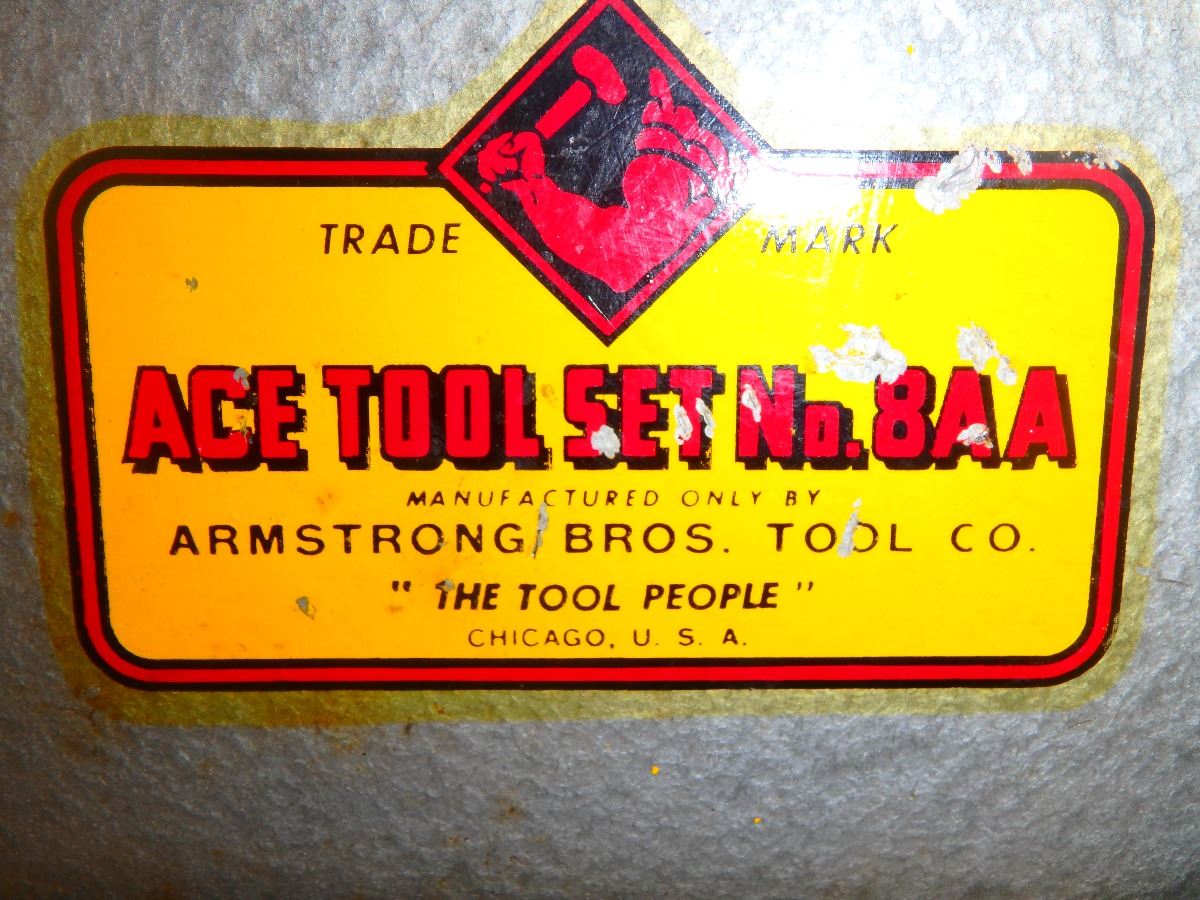 TRADE MARK
ACE TOOL SET No. 8AA
MANUFACTURED ONLY BY
ARMSTRONG BROS. TOOL CO.
" THE TOOL PEOPLE "
CHICAGO, U. S. A.